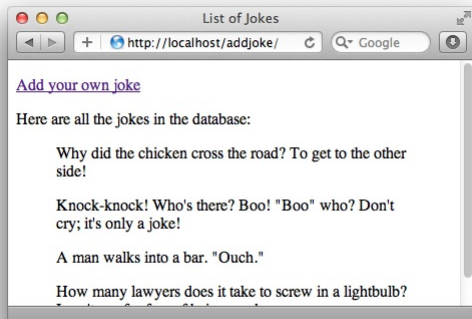 List of Jokes
http://localhost/addjoke/
Google
Add your own joke
Here are all the jokes in the database:
Why did the chicken cross the road? To get to the other
side!
Knock-knock! Who's there? Boo! "Boo" who? Don't
cry; it's only a joke!
A man walks into a bar. "Ouch."
How many lawyers does it take to screw in a lightbulb?